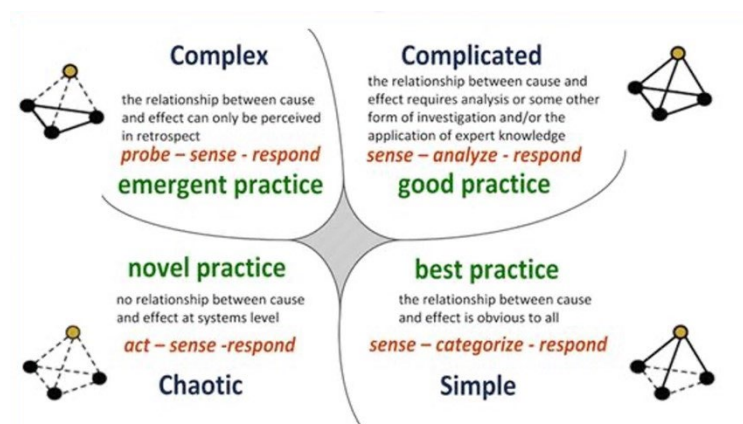 Complex
the relationship between cause
and effect can only be perceived
in retrospect
probe – sense - respond
emergent practice
Complicated
the relationship between cause and
effect requires analysis or some other
form of investigation and/or the
application of expert knowledge
sense – analyze - respond
good practice
novel practice
no relationship between cause
and effect at systems level
act – sense -respond
Chaotic
best practice
the relationship between cause
and effect is obvious to all
sense – categorize - respond
Simple